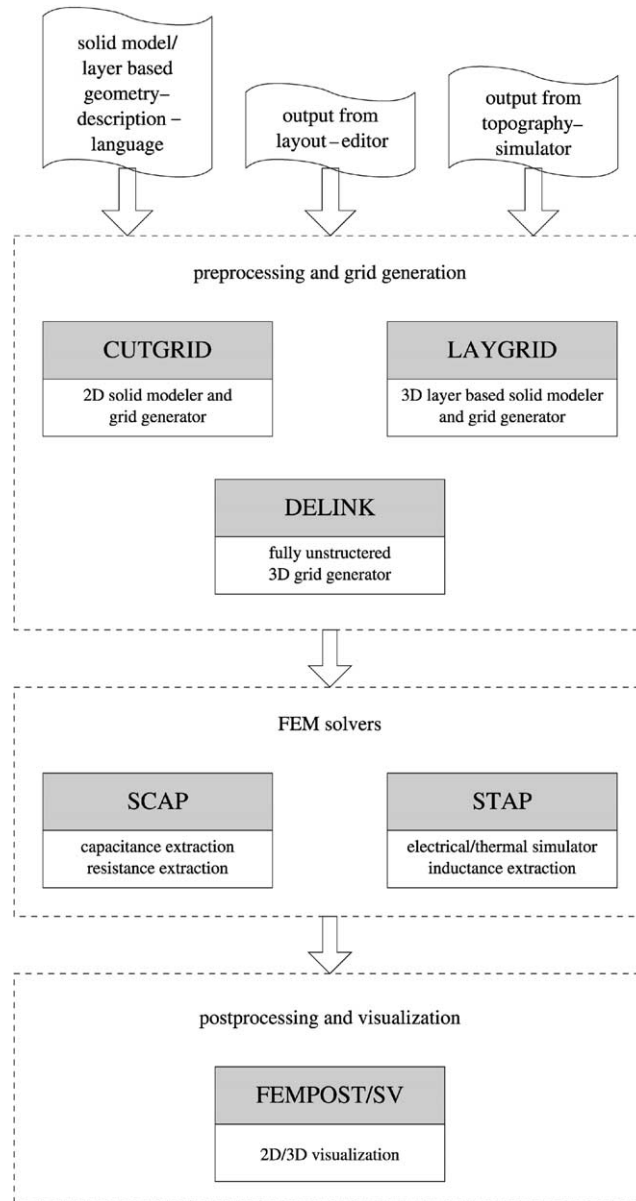 solid model/
layer based
geometry–
description –
language
output from
layout – editor
output from
topography–
simulator
preprocessing and grid generation
CUTGRID
2D solid modeler and
grid generator
LAYGRID
3D layer based solid modeler
and grid generator
DELINK
fully unstructered
3D grid generator
FEM solvers
SCAP
capacitance extraction
resistance extraction
STAP
electrical/thermal simulator
inductance extraction
postprocessing and visualization
FEMPOST/SV
2D/3D visualization